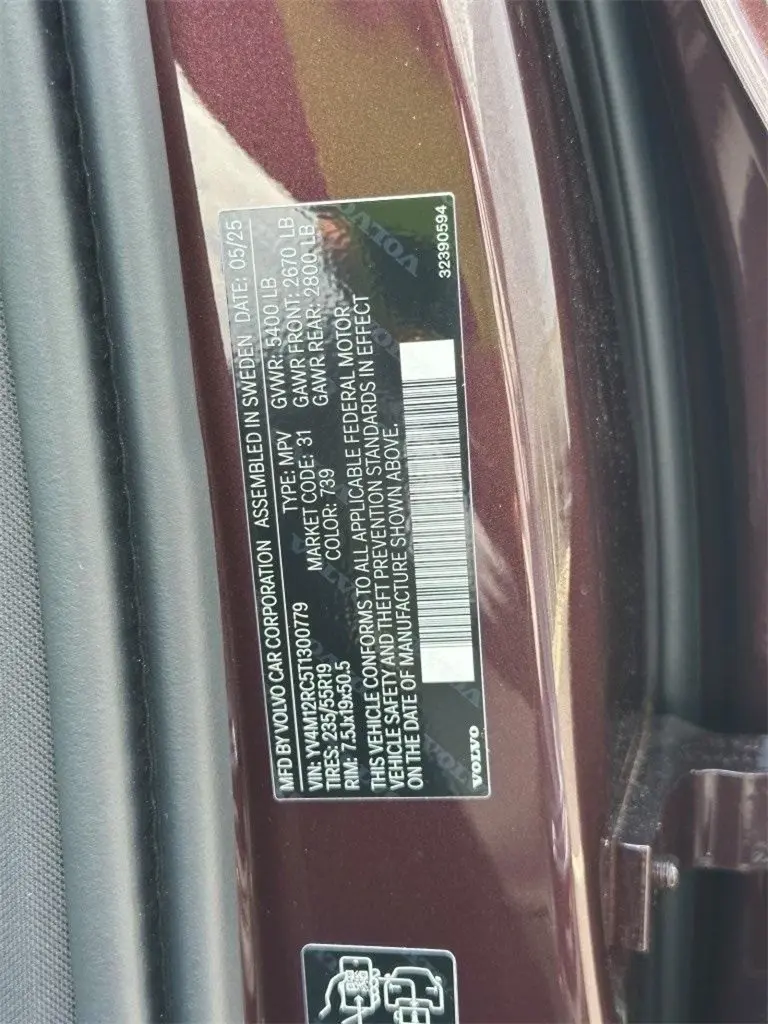 MFD BY VOLVO CAR CORPORATION ASSEMBLED IN SWEDEN DATE: 05/25
VIN: YV4M12RC5T1300779 TYPE: MPV GVWR: 5400 LB
TIRES: 235/55R19 MARKET CODE: 31 GAWR FRONT: 2670 LB
RIM: 7.5Jx19x50.5 COLOR: 739 GAWR REAR: 2800 LB
THIS VEHICLE CONFORMS TO ALL APPLICABLE FEDERAL MOTOR
VEHICLE SAFETY AND THEFT PREVENTION STANDARDS IN EFFECT
ON THE DATE OF MANUFACTURE SHOWN ABOVE.
VOLVO 32390594